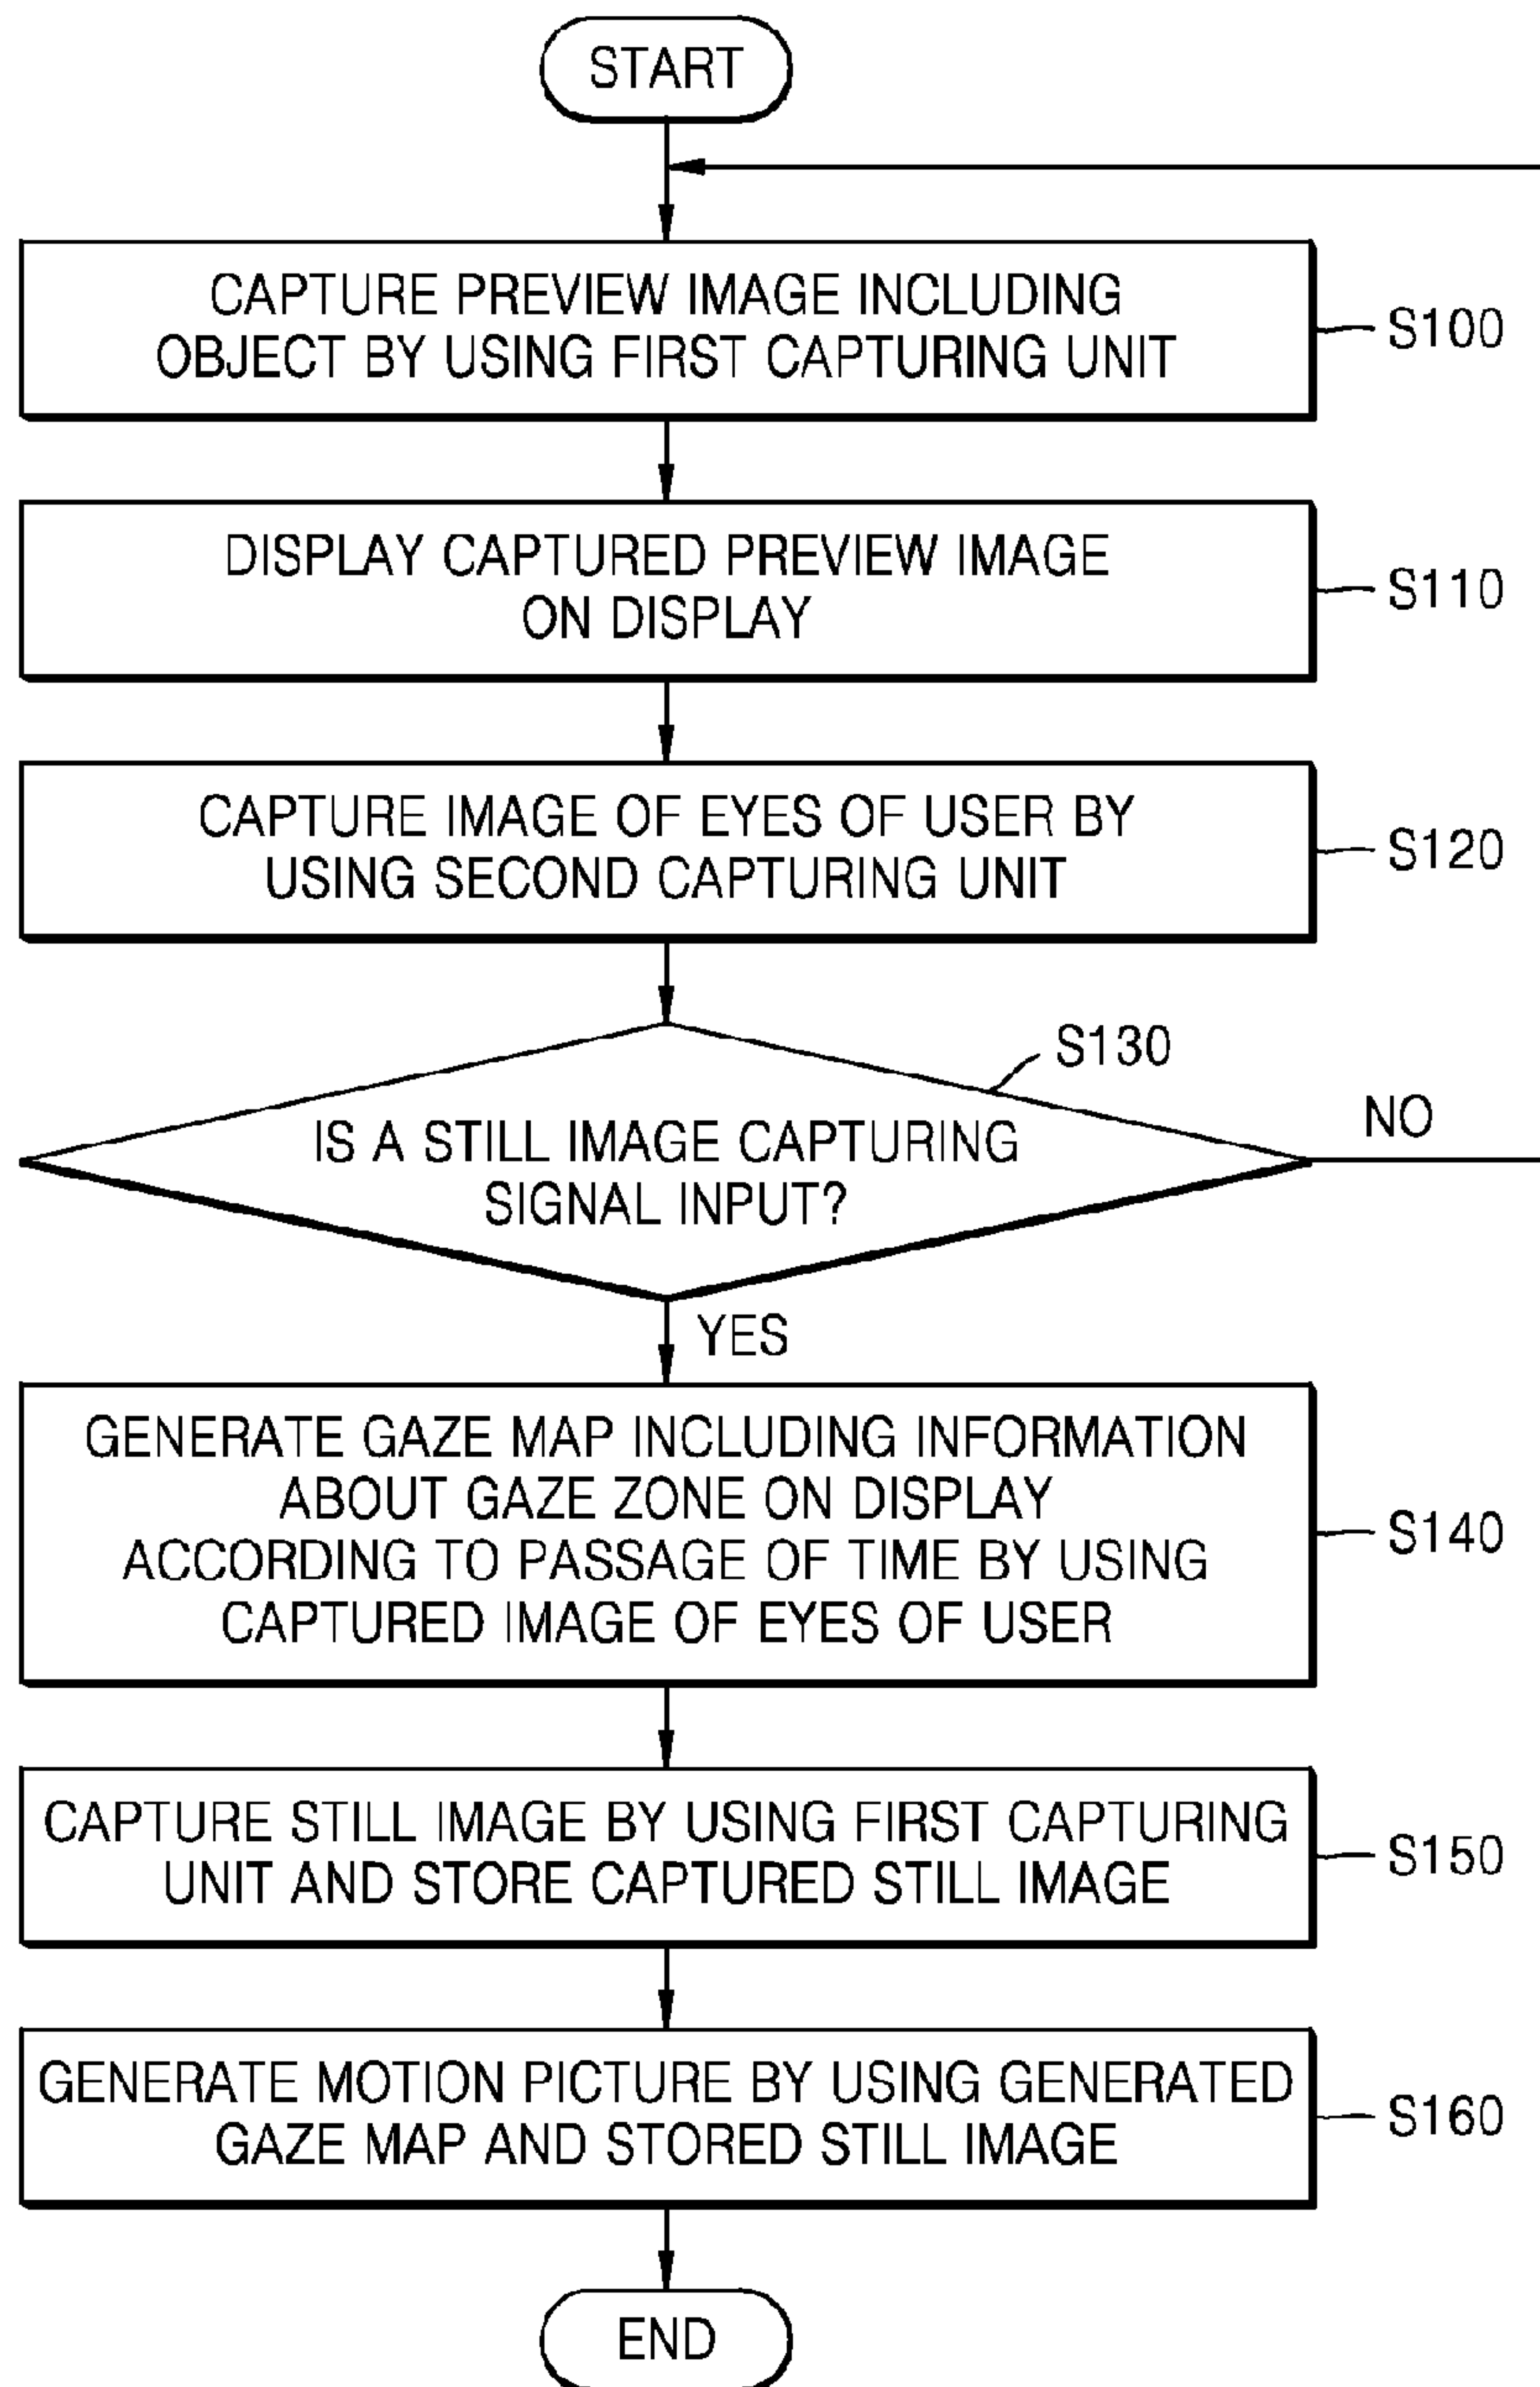 START
CAPTURE PREVIEW IMAGE INCLUDING
OBJECT BY USING FIRST CAPTURING UNIT
S100
DISPLAY CAPTURED PREVIEW IMAGE
ON DISPLAY
S110
CAPTURE IMAGE OF EYES OF USER BY
USING SECOND CAPTURING UNIT
S120
S130
IS A STILL IMAGE CAPTURING
SIGNAL INPUT?
NO
YES
GENERATE GAZE MAP INCLUDING INFORMATION
ABOUT GAZE ZONE ON DISPLAY
ACCORDING TO PASSAGE OF TIME BY USING
CAPTURED IMAGE OF EYES OF USER
S140
CAPTURE STILL IMAGE BY USING FIRST CAPTURING
UNIT AND STORE CAPTURED STILL IMAGE
S150
GENERATE MOTION PICTURE BY USING GENERATED
GAZE MAP AND STORED STILL IMAGE
S160
END